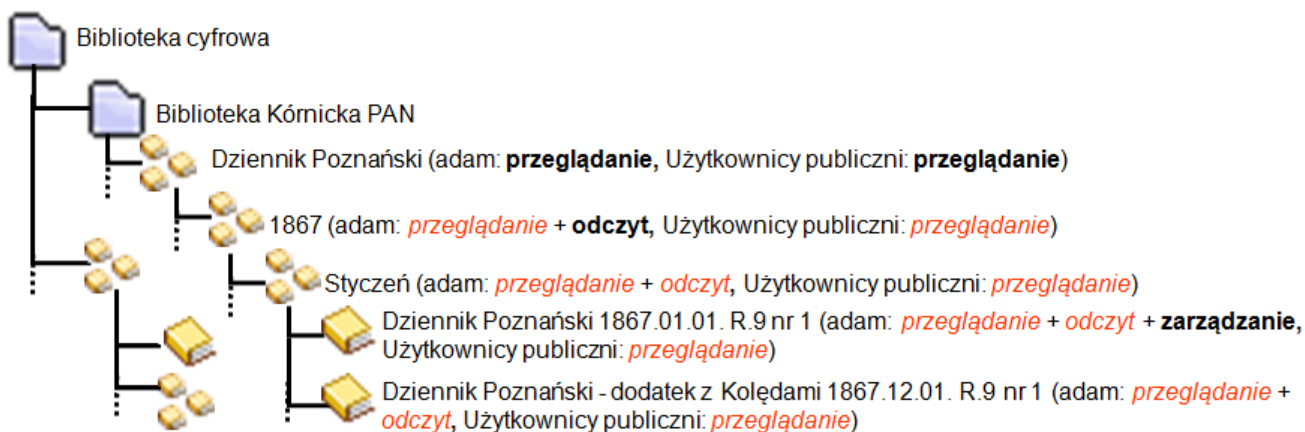 Biblioteka cyfrowa
Biblioteka Kórnicka PAN
Dziennik Poznański (adam: przeglądanie, Użytkownicy publiczni: przeglądanie)
1867 (adam: przeglądanie + odczyt, Użytkownicy publiczni: przeglądanie)
Styczeń (adam: przeglądanie + odczyt, Użytkownicy publiczni: przeglądanie)
Dziennik Poznański 1867.01.01. R.9 nr 1 (adam: przeglądanie + odczyt + zarządzanie,
Użytkownicy publiczni: przeglądanie)
Dziennik Poznański - dodatek z Kolędami 1867.12.01. R.9 nr 1 (adam: przeglądanie +
odczyt, Użytkownicy publiczni: przeglądanie)